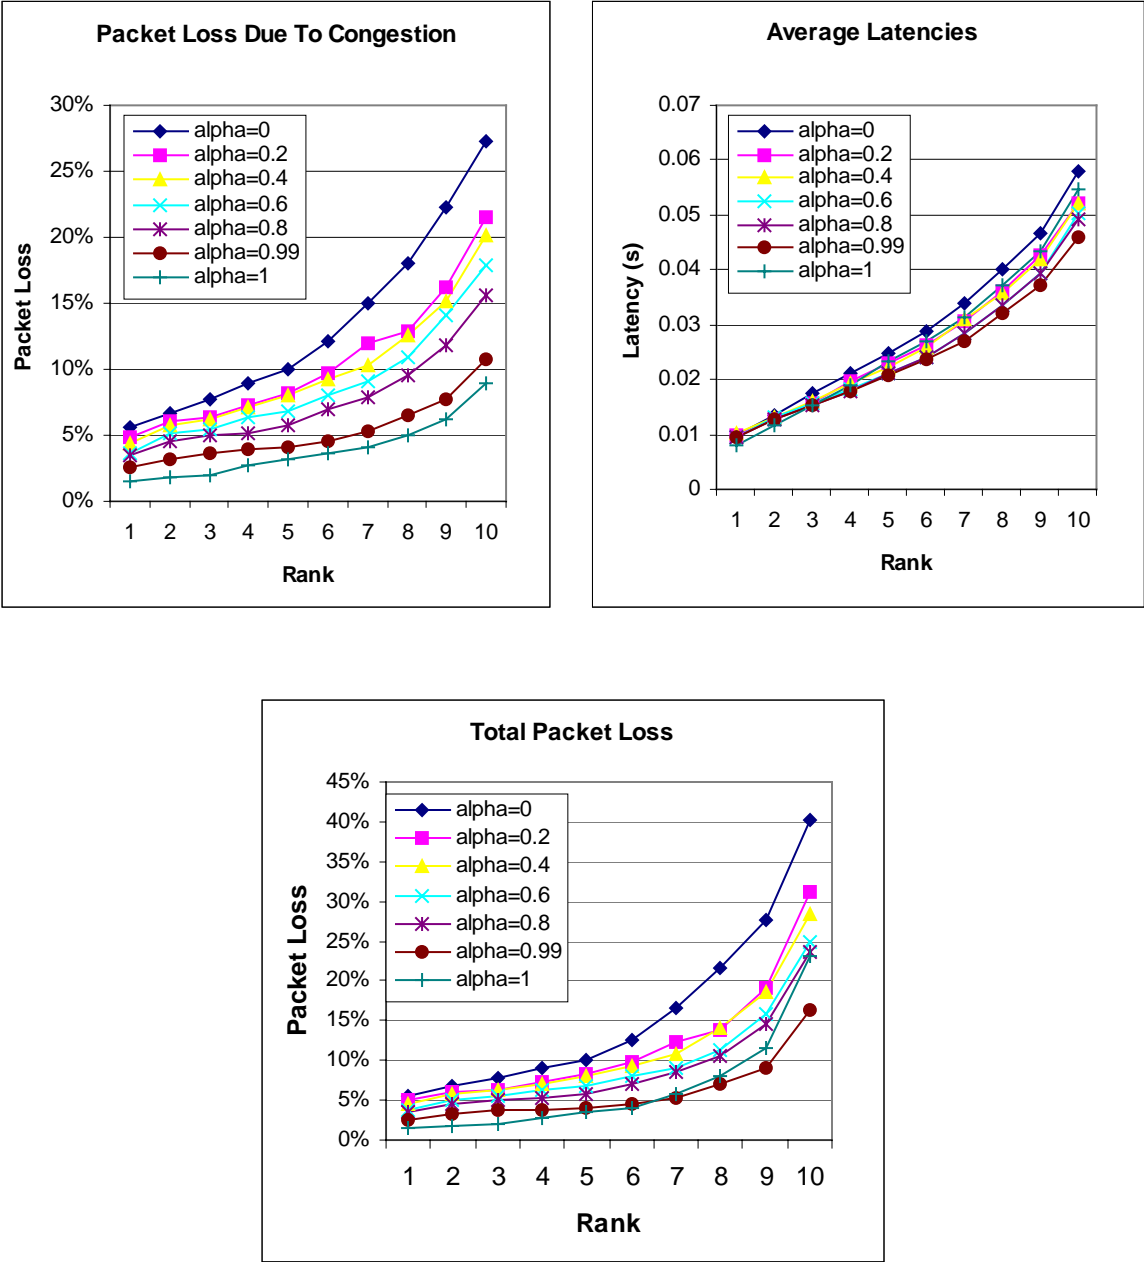 Packet Loss Due To Congestion
30%
25%
20%
15%
10%
5%
0%
Packet Loss
alpha=0
alpha=0.2
alpha=0.4
alpha=0.6
alpha=0.8
alpha=0.99
alpha=1
1 2 3 4 5 6 7 8 9 10
Rank
Average Latencies
0.07
0.06
0.05
0.04
0.03
0.02
0.01
0
Latency (s)
alpha=0
alpha=0.2
alpha=0.4
alpha=0.6
alpha=0.8
alpha=0.99
alpha=1
1 2 3 4 5 6 7 8 9 10
Rank
Total Packet Loss
45%
40%
35%
30%
25%
20%
15%
10%
5%
0%
Packet Loss
alpha=0
alpha=0.2
alpha=0.4
alpha=0.6
alpha=0.8
alpha=0.99
alpha=1
1 2 3 4 5 6 7 8 9 10
Rank